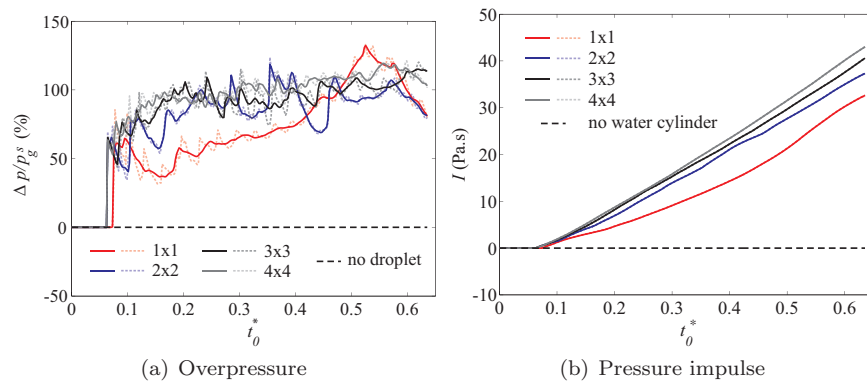 150
100
50
0
-50
Δ p/p_g^s (%)
1x1
2x2
3x3
4x4
no droplet
0 0.1 0.2 0.3 0.4 0.5 0.6
t_0^*
(a) Overpressure
50
40
30
20
10
0
-10
I (Pa.s)
1x1
2x2
3x3
4x4
no water cylinder
0 0.1 0.2 0.3 0.4 0.5 0.6
t_0^*
(b) Pressure impulse